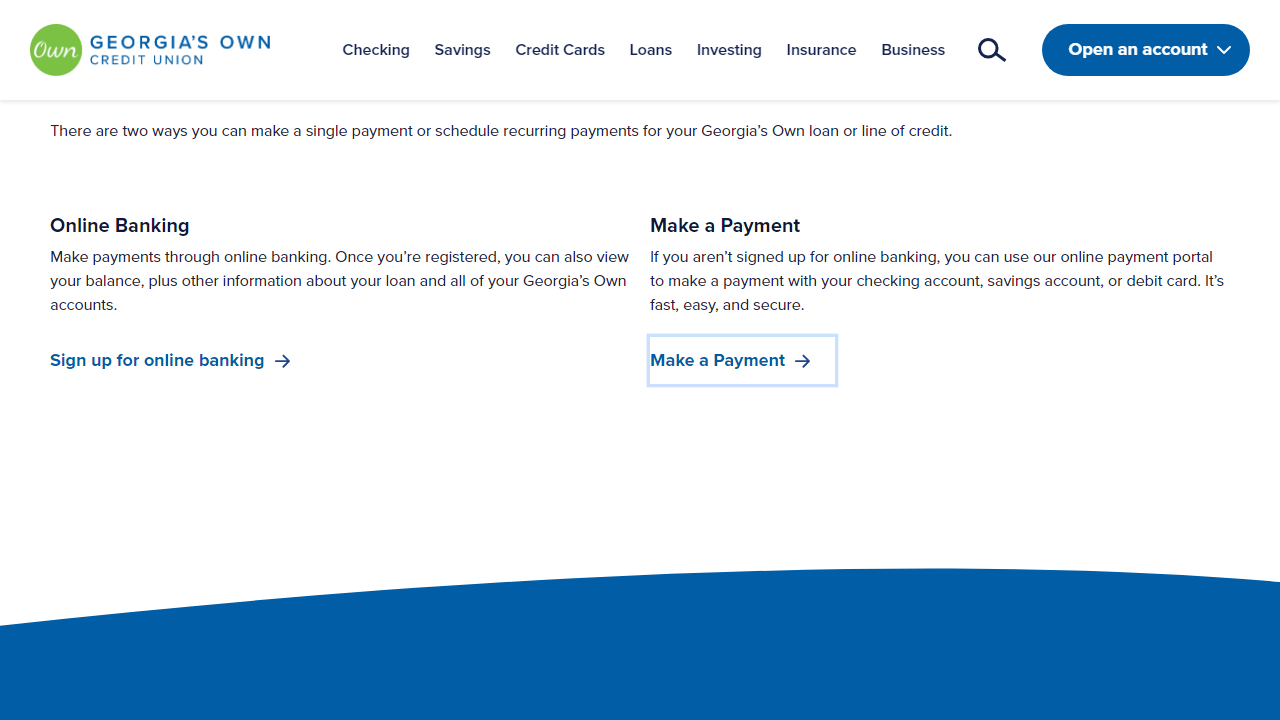 Own GEORGIA'S OWN
CREDIT UNION
Checking Savings Credit Cards Loans Investing Insurance Business Open an account
There are two ways you can make a single payment or schedule recurring payments for your Georgia's Own loan or line of credit.
Online Banking
Make payments through online banking. Once you're registered, you can also view
your balance, plus other information about your loan and all of your Georgia's Own
accounts.
Sign up for online banking
Make a Payment
If you aren't signed up for online banking, you can use our online payment portal
to make a payment with your checking account, savings account, or debit card. It's
fast, easy, and secure.
Make a Payment